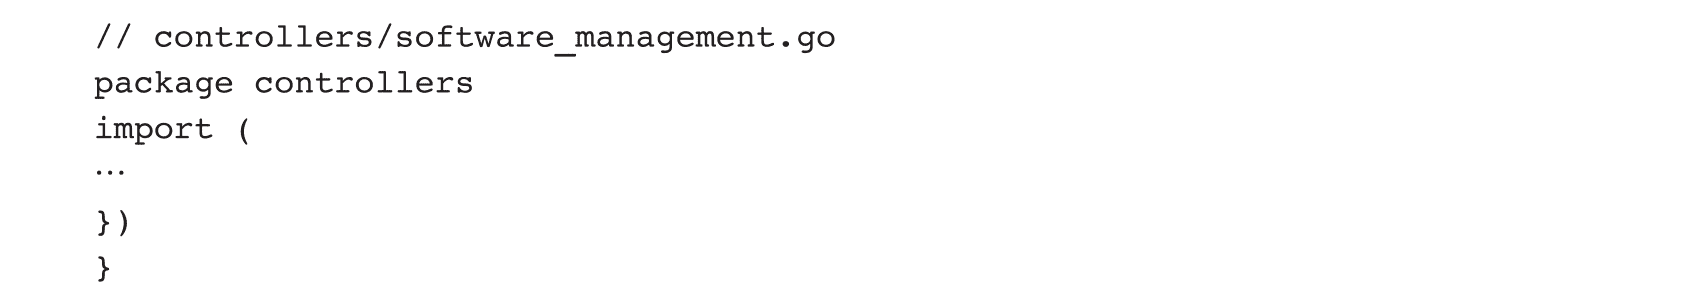 // controllers/software_management.go
package controllers
import (
...
})
}